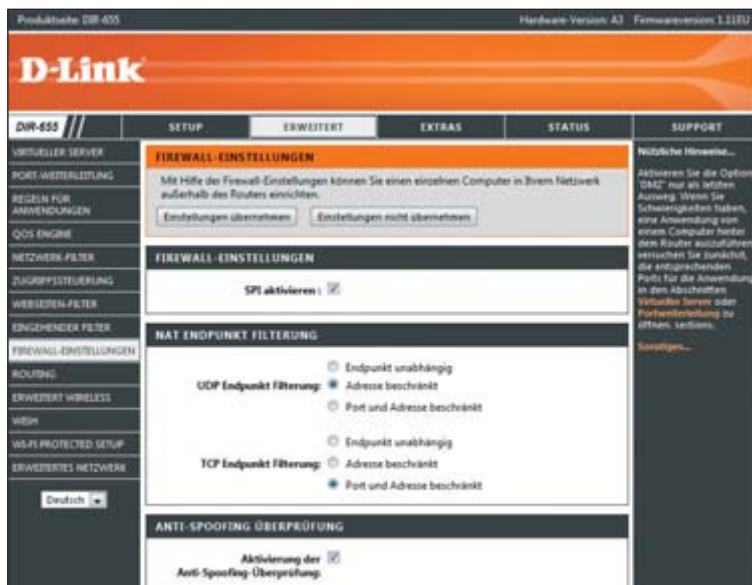 Produktseite: DIR-655
Hardware-Version: A3 Firmwareversion: 1.11EU
D-Link
DIR-655
SETUP
ERWEITERT
EXTRAS
STATUS
SUPPORT
VIRTUELLER SERVER
PORT-WEITERLEITUNG
REGELN FÜR
ANWENDUNGEN
QOS ENGINE
NETZWERK-FILTER
ZUGRIFFSSTEUERUNG
WEBSEITEN-FILTER
EINGEHENDER FILTER
FIREWALL-EINSTELLUNGEN
ROUTING
ERWEITERT WIRELESS
WISH
WI-FI PROTECTED SETUP
ERWEITERTES NETZWERK
Deutsch
FIREWALL-EINSTELLUNGEN
Mit Hilfe der Firewall-Einstellungen können Sie einen einzelnen Computer in Ihrem Netzwerk
außerhalb des Routers einrichten.
Einstellungen übernehmen
Einstellungen nicht übernehmen
FIREWALL-EINSTELLUNGEN
SPI aktivieren :
NAT ENDPUNKT FILTERUNG
UDP Endpunkt Filterung:
Endpunkt unabhängig
Adresse beschränkt
Port und Adresse beschränkt
TCP Endpunkt Filterung:
Endpunkt unabhängig
Adresse beschränkt
Port und Adresse beschränkt
ANTI-SPOOFING ÜBERPRÜFUNG
Aktivierung der
Anti-Spoofing-Überprüfung:
Nützliche Hinweise...
Aktivieren Sie die Option
'DMZ' nur als letzten
Ausweg. Wenn Sie
Schwierigkeiten haben,
eine Anwendung von
einem Computer hinter
dem Router auszuführen
versuchen Sie zunächst,
die entsprechenden
Ports für die Anwendung
in den Abschnitten
Virtueller Server oder
Portweiterleitung zu
öffnen. sections.
Sonstiges...